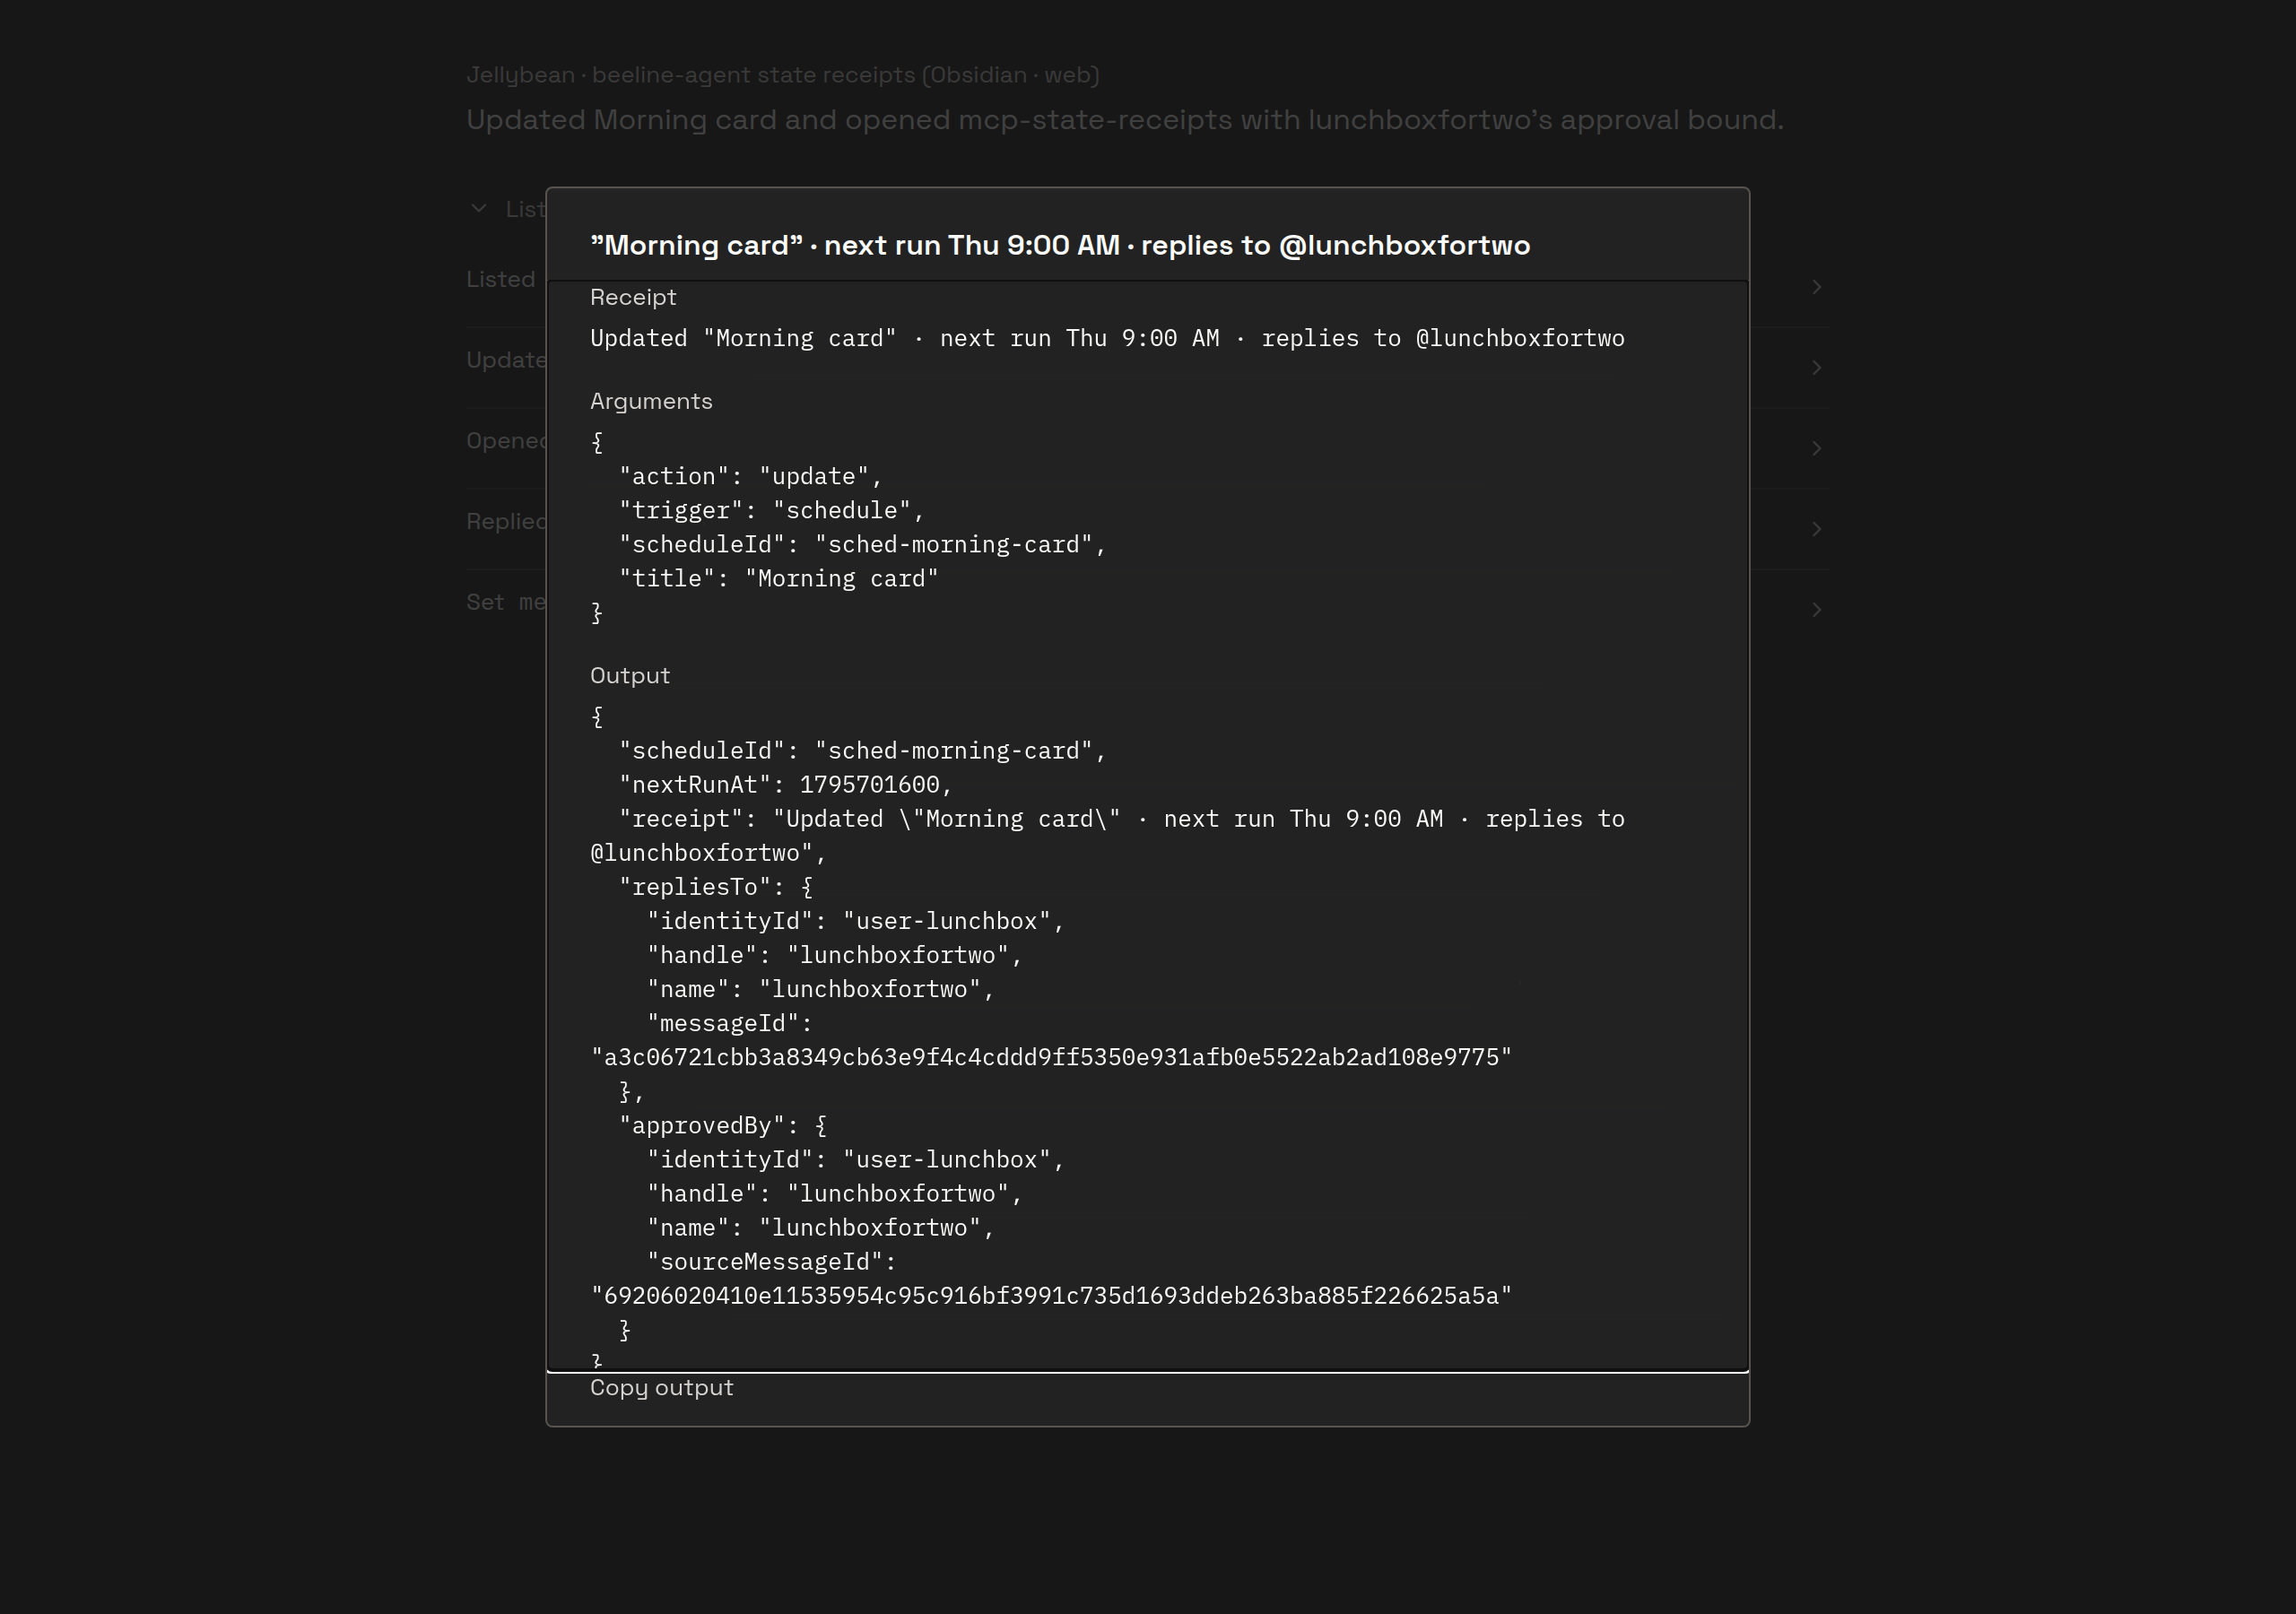 Jellybean · beeline-agent state receipts (Obsidian · web)
Updated Morning card and opened mcp-state-receipts with lunchboxfortwo’s approval bound.
List
Listed
Update
Opened
Replied
Set me
”Morning card” · next run Thu 9:00 AM · replies to @lunchboxfortwo
Receipt
Updated "Morning card" · next run Thu 9:00 AM · replies to @lunchboxfortwo
Arguments
{
  "action": "update",
  "trigger": "schedule",
  "scheduleId": "sched-morning-card",
  "title": "Morning card"
}
Output
{
  "scheduleId": "sched-morning-card",
  "nextRunAt": 1795701600,
  "receipt": "Updated \"Morning card\" · next run Thu 9:00 AM · replies to
@lunchboxfortwo",
  "repliesTo": {
    "identityId": "user-lunchbox",
    "handle": "lunchboxfortwo",
    "name": "lunchboxfortwo",
    "messageId":
"a3c06721cbb3a8349cb63e9f4c4cddd9ff5350e931afb0e5522ab2ad108e9775"
  },
  "approvedBy": {
    "identityId": "user-lunchbox",
    "handle": "lunchboxfortwo",
    "name": "lunchboxfortwo",
    "sourceMessageId":
"69206020410e11535954c95c916bf3991c735d1693ddeb263ba885f226625a5a"
  }
}
Copy output